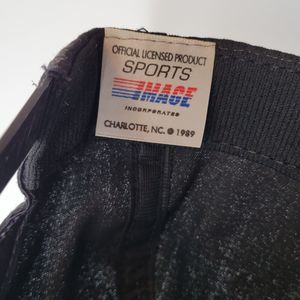 OFFICIAL LICENSED PRODUCT
SPORTS
IMAGE
INCORPORATED
CHARLOTTE, NC. © 1989